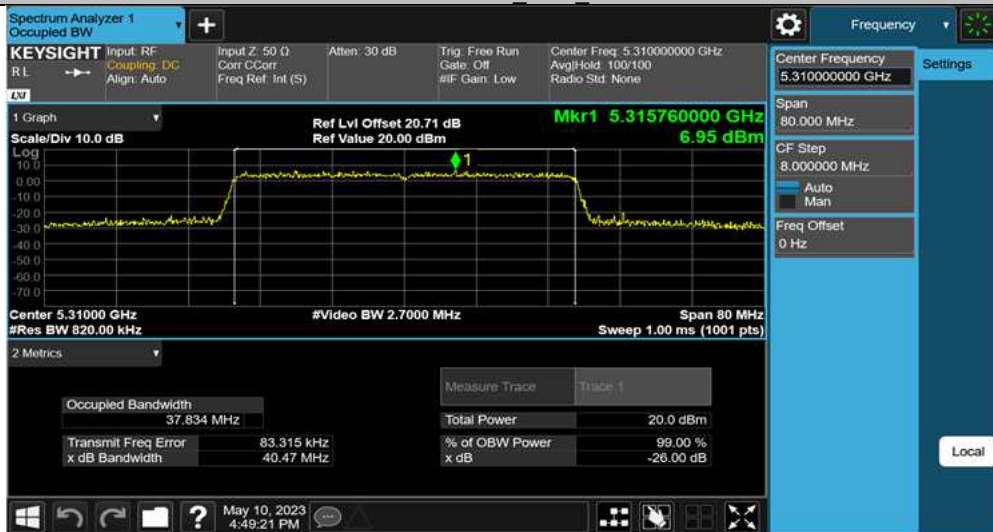 Spectrum Analyzer 1
Occupied BW
+
Frequency
KEYSIGHT
RL
LXI
Input: RF
Coupling: DC
Align: Auto
Input Z: 50 Ω
Corr CCorr
Freq Ref: Int (S)
Atten: 30 dB
Trig: Free Run
Gate: Off
#IF Gain: Low
Center Freq: 5.310000000 GHz
Avg|Hold: 100/100
Radio Std: None
1 Graph
Scale/Div 10.0 dB
Ref Lvl Offset 20.71 dB
Ref Value 20.00 dBm
Mkr1 5.315760000 GHz
6.95 dBm
Log
10.0
0.00
-10.0
-20.0
-30.0
-40.0
-50.0
-60.0
-70.0
1
Center 5.31000 GHz
#Res BW 820.00 kHz
#Video BW 2.7000 MHz
Span 80 MHz
Sweep 1.00 ms (1001 pts)
2 Metrics
Measure Trace Trace 1
Occupied Bandwidth
37.834 MHz
Total Power 20.0 dBm
Transmit Freq Error 83.315 kHz
% of OBW Power 99.00 %
x dB Bandwidth 40.47 MHz
x dB -26.00 dB
Center Frequency
5.310000000 GHz
Settings
Span
80.000 MHz
CF Step
8.000000 MHz
Auto
Man
Freq Offset
0 Hz
Local
?
May 10, 2023
4:49:21 PM